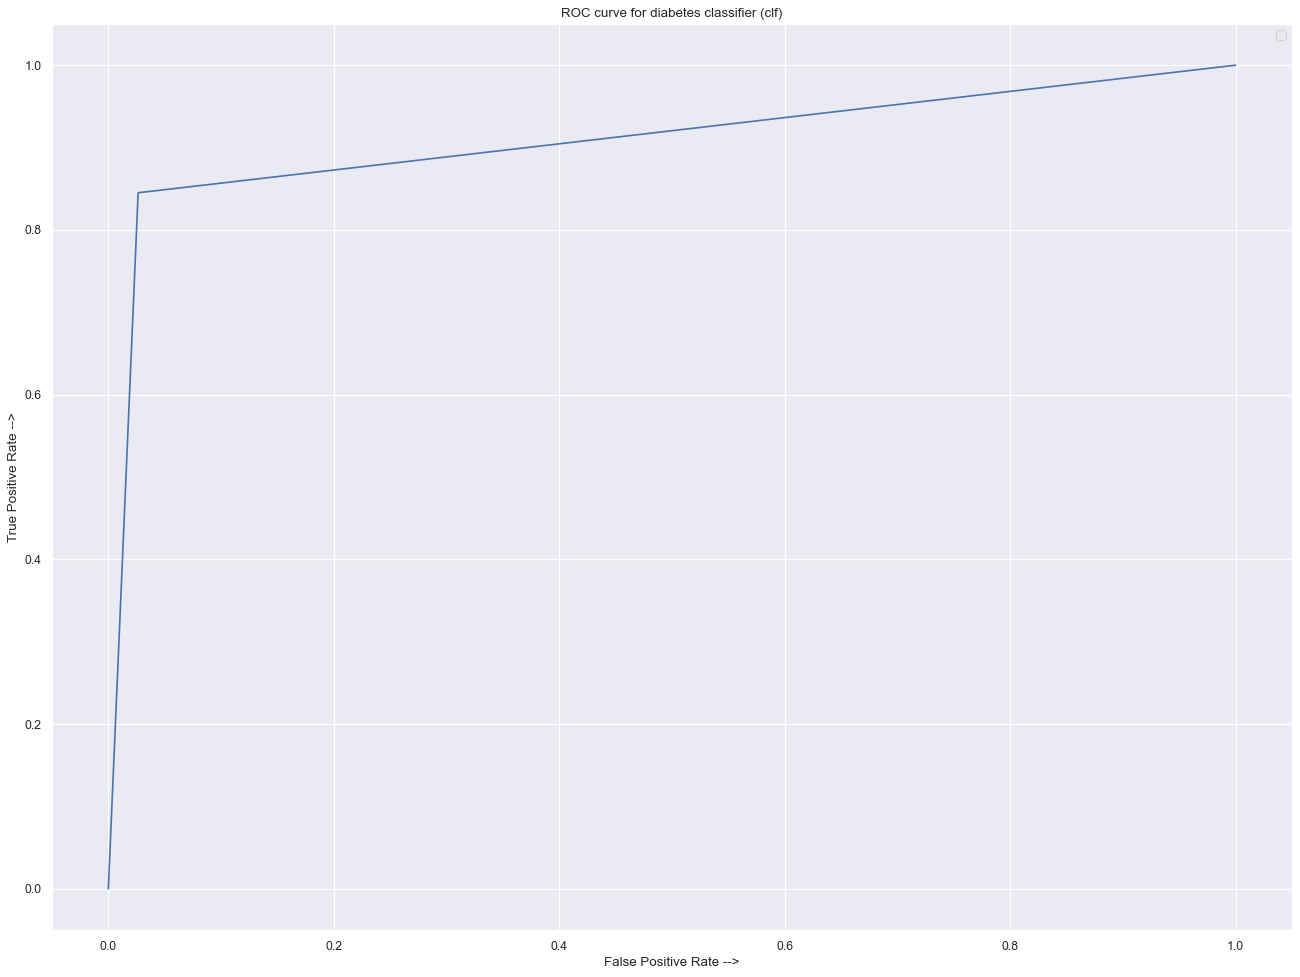 ROC curve for diabetes classifier (clf)
1.0
0.8
0.6
0.4
0.2
0.0
True Positive Rate -->
0.0 0.2 0.4 0.6 0.8 1.0
False Positive Rate -->